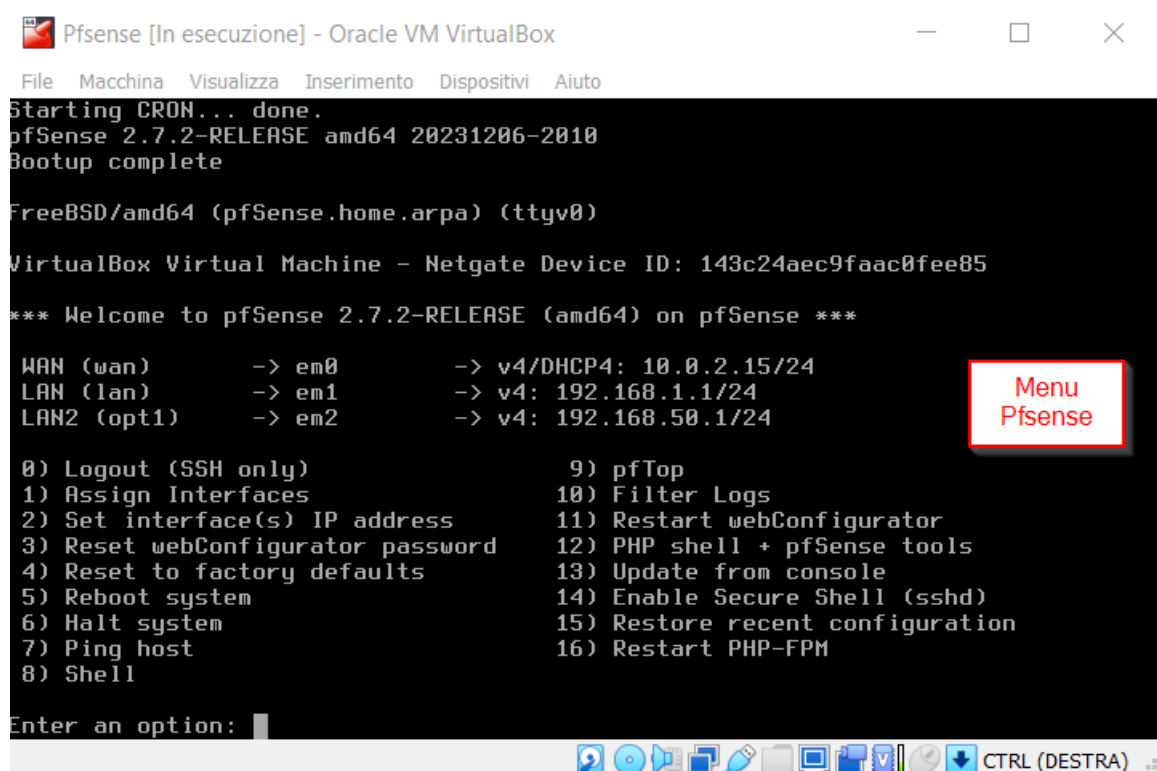 Pfsense [In esecuzione] - Oracle VM VirtualBox
File Macchina Visualizza Inserimento Dispositivi Aiuto
Starting CRON... done.
pfSense 2.7.2-RELEASE amd64 20231206-2010
Bootup complete
FreeBSD/amd64 (pfSense.home.arpa) (ttyv0)
VirtualBox Virtual Machine - Netgate Device ID: 143c24aec9faac0fee85
*** Welcome to pfSense 2.7.2-RELEASE (amd64) on pfSense ***
WAN (wan) -> em0 -> v4/DHCP4: 10.0.2.15/24
LAN (lan) -> em1 -> v4: 192.168.1.1/24
LAN2 (opt1) -> em2 -> v4: 192.168.50.1/24
Menu
Pfsense
0) Logout (SSH only) 9) pfTop
1) Assign Interfaces 10) Filter Logs
2) Set interface(s) IP address 11) Restart webConfigurator
3) Reset webConfigurator password 12) PHP shell + pfSense tools
4) Reset to factory defaults 13) Update from console
5) Reboot system 14) Enable Secure Shell (sshd)
6) Halt system 15) Restore recent configuration
7) Ping host 16) Restart PHP-FPM
8) Shell
Enter an option:
CTRL (DESTRA)